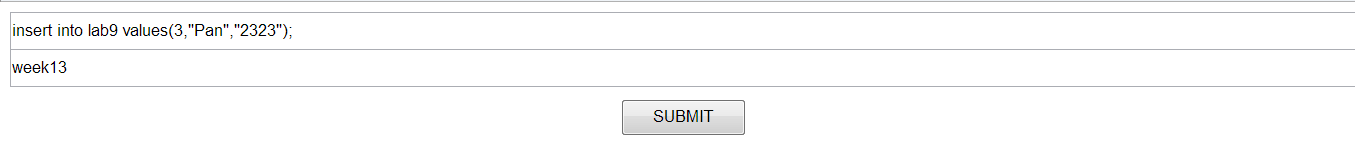 insert into lab9 values(3,"Pan","2323");
week13
SUBMIT